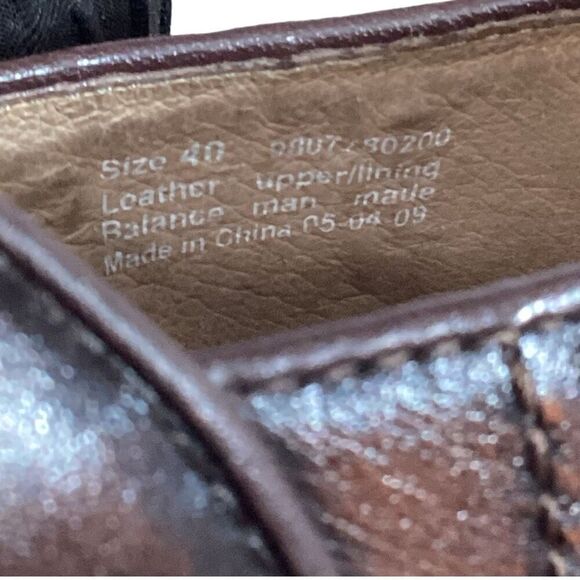 Size 40
Leather upper/lining
Balance man made
Made in China 05-04 09